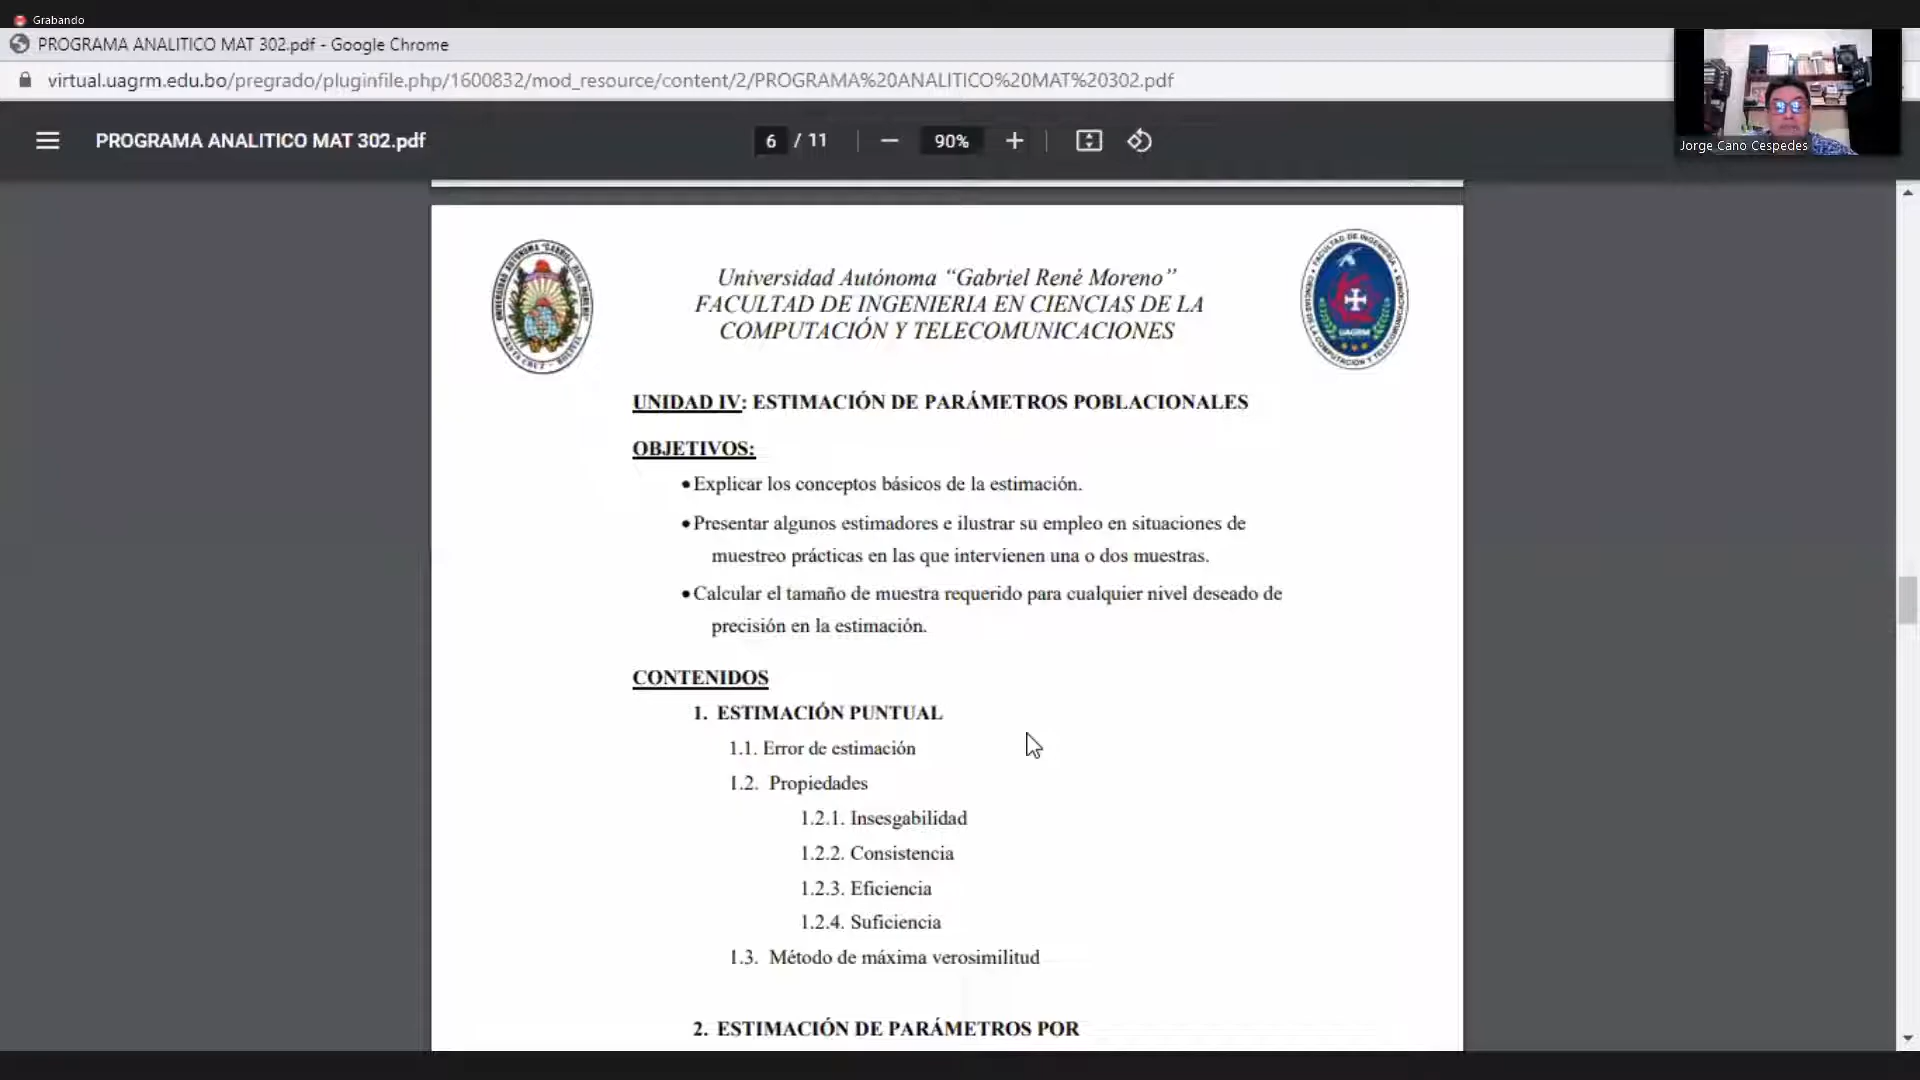 Grabando
PROGRAMA ANALITICO MAT 302.pdf - Google Chrome
virtual.uagrm.edu.bo/pregrado/pluginfile.php/1600832/mod_resource/content/2/PROGRAMA%20ANALITICO%20MAT%20302.pdf
PROGRAMA ANALITICO MAT 302.pdf
6 / 11
90%
Jorge Cano Cespedes
Universidad Autónoma “Gabriel René Moreno”
FACULTAD DE INGENIERIA EN CIENCIAS DE LA
COMPUTACIÓN Y TELECOMUNICACIONES
UAGRM
UNIDAD IV: ESTIMACIÓN DE PARÁMETROS POBLACIONALES
OBJETIVOS:
•Explicar los conceptos básicos de la estimación.
•Presentar algunos estimadores e ilustrar su empleo en situaciones de
muestreo prácticas en las que intervienen una o dos muestras.
•Calcular el tamaño de muestra requerido para cualquier nivel deseado de
precisión en la estimación.
CONTENIDOS
1. ESTIMACIÓN PUNTUAL
1.1. Error de estimación
1.2. Propiedades
1.2.1. Insesgabilidad
1.2.2. Consistencia
1.2.3. Eficiencia
1.2.4. Suficiencia
1.3. Método de máxima verosimilitud
2. ESTIMACIÓN DE PARÁMETROS POR